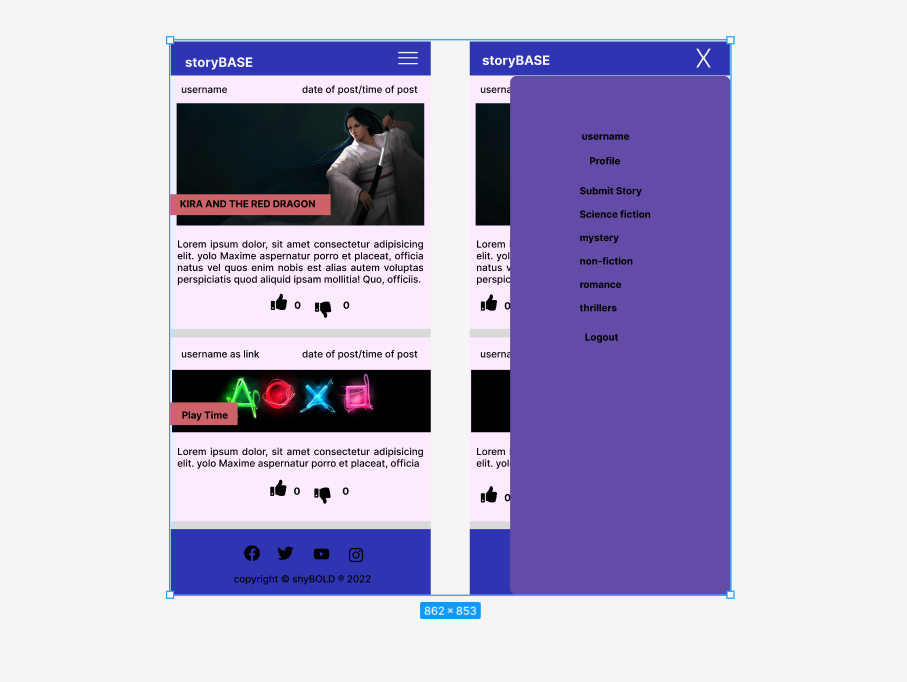 storyBASE
username date of post/time of post
KIRA AND THE RED DRAGON
Lorem ipsum dolor, sit amet consectetur adipisicing
elit. yolo Maxime aspernatur porro et placeat, officia
natus vel quos enim nobis est alias autem voluptas
perspiciatis quod aliquid ipsam mollitia! Quo, officiis.
0 0
username as link date of post/time of post
Play Time
Lorem ipsum dolor, sit amet consectetur adipisicing
elit. yolo Maxime aspernatur porro et placeat, officia
0 0
copyright © shyBOLD ® 2022
storyBASE X
userna
Lorem i
elit. yol
natus v
perspic
0
userna
Lorem i
elit. yol
0
username
Profile
Submit Story
Science fiction
mystery
non-fiction
romance
thrillers
Logout
862 × 853